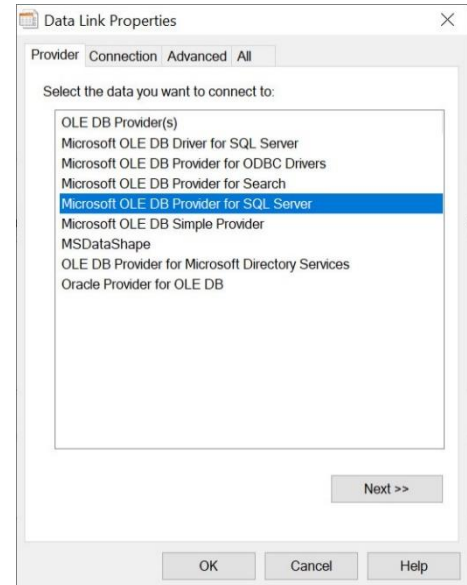 Data Link Properties
Provider Connection Advanced All
Select the data you want to connect to:
OLE DB Provider(s)
Microsoft OLE DB Driver for SQL Server
Microsoft OLE DB Provider for ODBC Drivers
Microsoft OLE DB Provider for Search
Microsoft OLE DB Provider for SQL Server
Microsoft OLE DB Simple Provider
MSDataShape
OLE DB Provider for Microsoft Directory Services
Oracle Provider for OLE DB
Next >>
OK Cancel Help